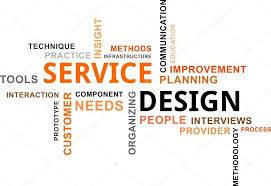 TECHNIQUE
PRACTICE
INSIGHT
METHODS
INFRASTRUCTURE
COMMUNICATION
EDUCATION
TOOLS
SERVICE
IMPROVEMENT
PLANNING
INTERACTION
COMPONENT
NEEDS
DESIGN
PROTOTYPE
CUSTOMER
ORGANIZING
PEOPLE
INTERVIEWS
PROVIDER
PROCESS
METHODOLOGY